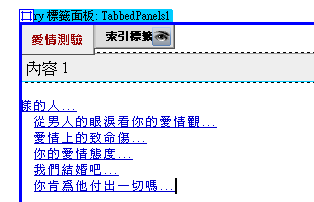 ry 標籤面板: TabbedPanels1
愛情測驗 索引標籤
內容 1
樣的人...
從男人的眼淚看你的愛情觀...
愛情上的致命傷...
你的愛情態度...
我們結婚吧...
你肯為他付出一切嗎...